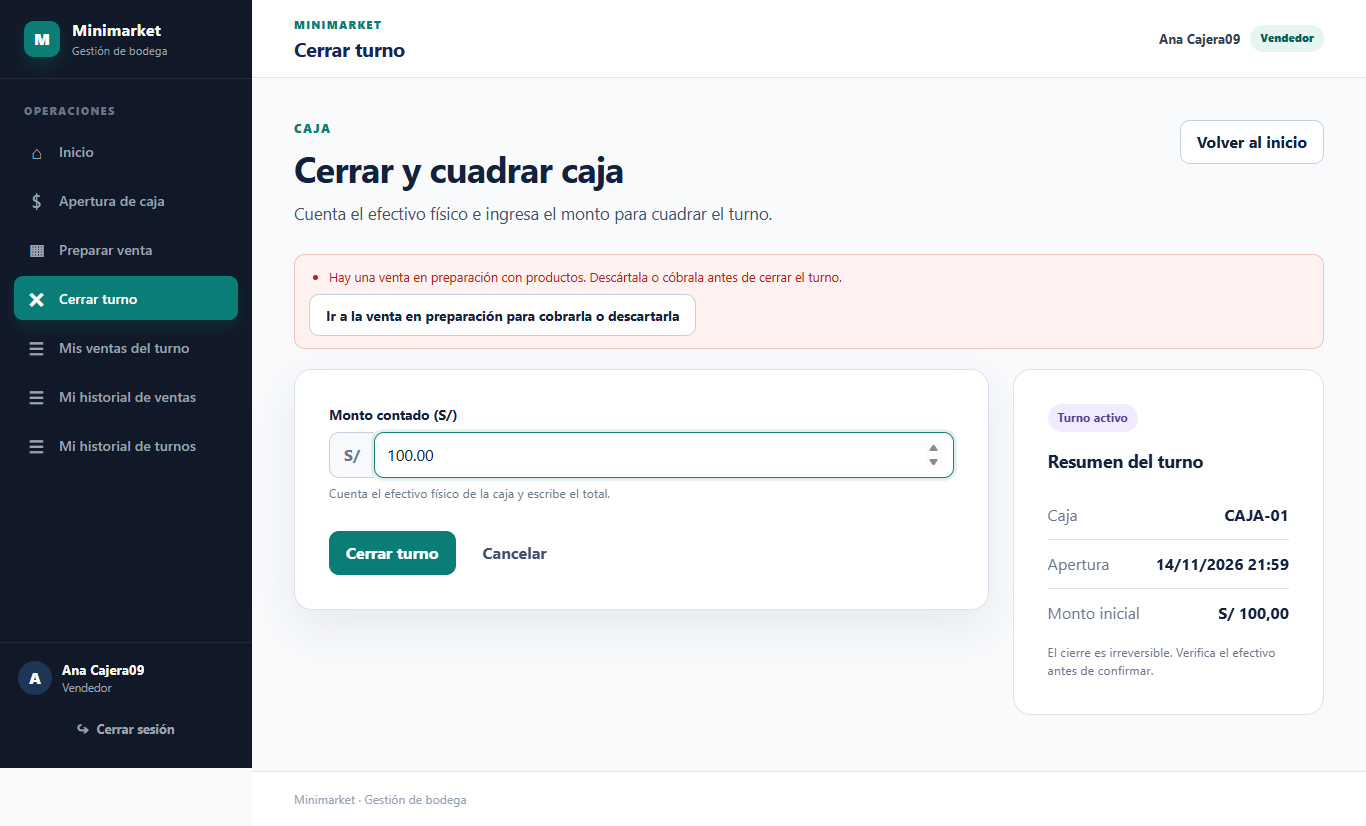 M
Minimarket
Gestión de bodega
OPERACIONES
Inicio
$ Apertura de caja
Preparar venta
Cerrar turno
Mis ventas del turno
Mi historial de ventas
Mi historial de turnos
A
Ana Cajera09
Vendedor
Cerrar sesión
MINIMARKET
Cerrar turno
Ana Cajera09 Vendedor
CAJA
Cerrar y cuadrar caja
Cuenta el efectivo físico e ingresa el monto para cuadrar el turno.
Volver al inicio
Hay una venta en preparación con productos. Descártala o cóbrala antes de cerrar el turno.
Ir a la venta en preparación para cobrarla o descartarla
Monto contado (S/)
S/ 100.00
Cuenta el efectivo físico de la caja y escribe el total.
Cerrar turno Cancelar
Turno activo
Resumen del turno
Caja CAJA-01
Apertura 14/11/2026 21:59
Monto inicial S/ 100,00
El cierre es irreversible. Verifica el efectivo
antes de confirmar.
Minimarket · Gestión de bodega